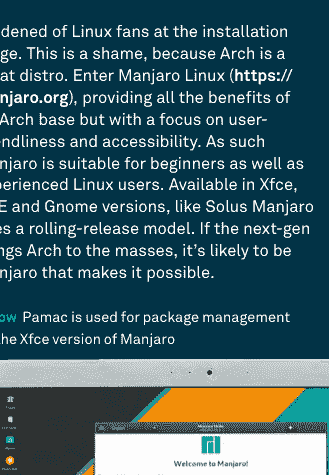 dened of Linux fans at the installation
ge. This is a shame, because Arch is a
at distro. Enter Manjaro Linux (https://
njaro.org), providing all the benefits of
Arch base but with a focus on user-
ndliness and accessibility. As such
njaro is suitable for beginners as well as
perienced Linux users. Available in Xfce,
E and Gnome versions, like Solus Manjaro
es a rolling-release model. If the next-gen
ngs Arch to the masses, it's likely to be
njaro that makes it possible.
ow Pamac is used for package management
the Xfce version of Manjaro
Welcome to Manjaro!